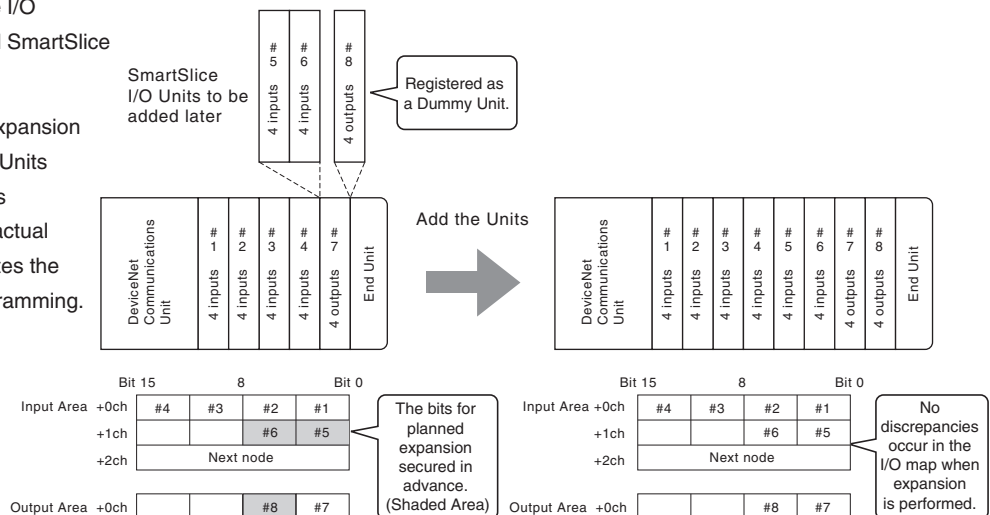 I/O
SmartSlice
xpansion
Units
s
actual
tes the
ramming.
SmartSlice
I/O Units to be
added later
#5 4 inputs
#6 4 inputs
#8 4 outputs
Registered as
a Dummy Unit.
DeviceNet
Communications
Unit
#1 4 inputs
#2 4 inputs
#3 4 inputs
#4 4 inputs
#7 4 outputs
End Unit
Add the Units
DeviceNet
Communications
Unit
#1 4 inputs
#2 4 inputs
#3 4 inputs
#4 4 inputs
#5 4 inputs
#6 4 inputs
#7 4 outputs
#8 4 outputs
End Unit
Bit 15 8 Bit 0
Input Area +0ch #4 #3 #2 #1
+1ch #6 #5
+2ch Next node
Output Area +0ch #8 #7
The bits for
planned
expansion
secured in
advance.
(Shaded Area)
Bit 15 8 Bit 0
Input Area +0ch #4 #3 #2 #1
+1ch #6 #5
+2ch Next node
Output Area +0ch #8 #7
No
discrepancies
occur in the
I/O map when
expansion
is performed.